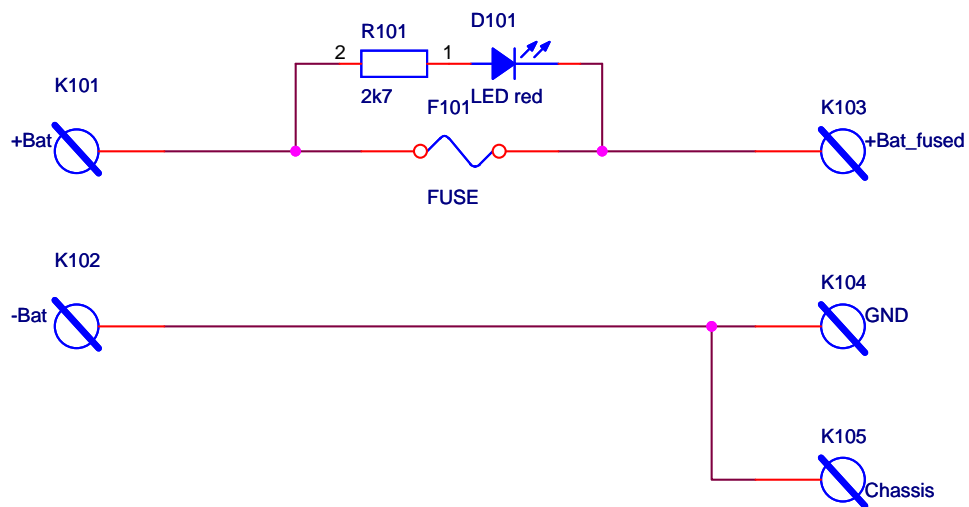 D101
R101
2
1
K101
2k7
LED red
F101
K103
+Bat
+Bat_fused
FUSE
K102
K104
-Bat
GND
K105
Chassis